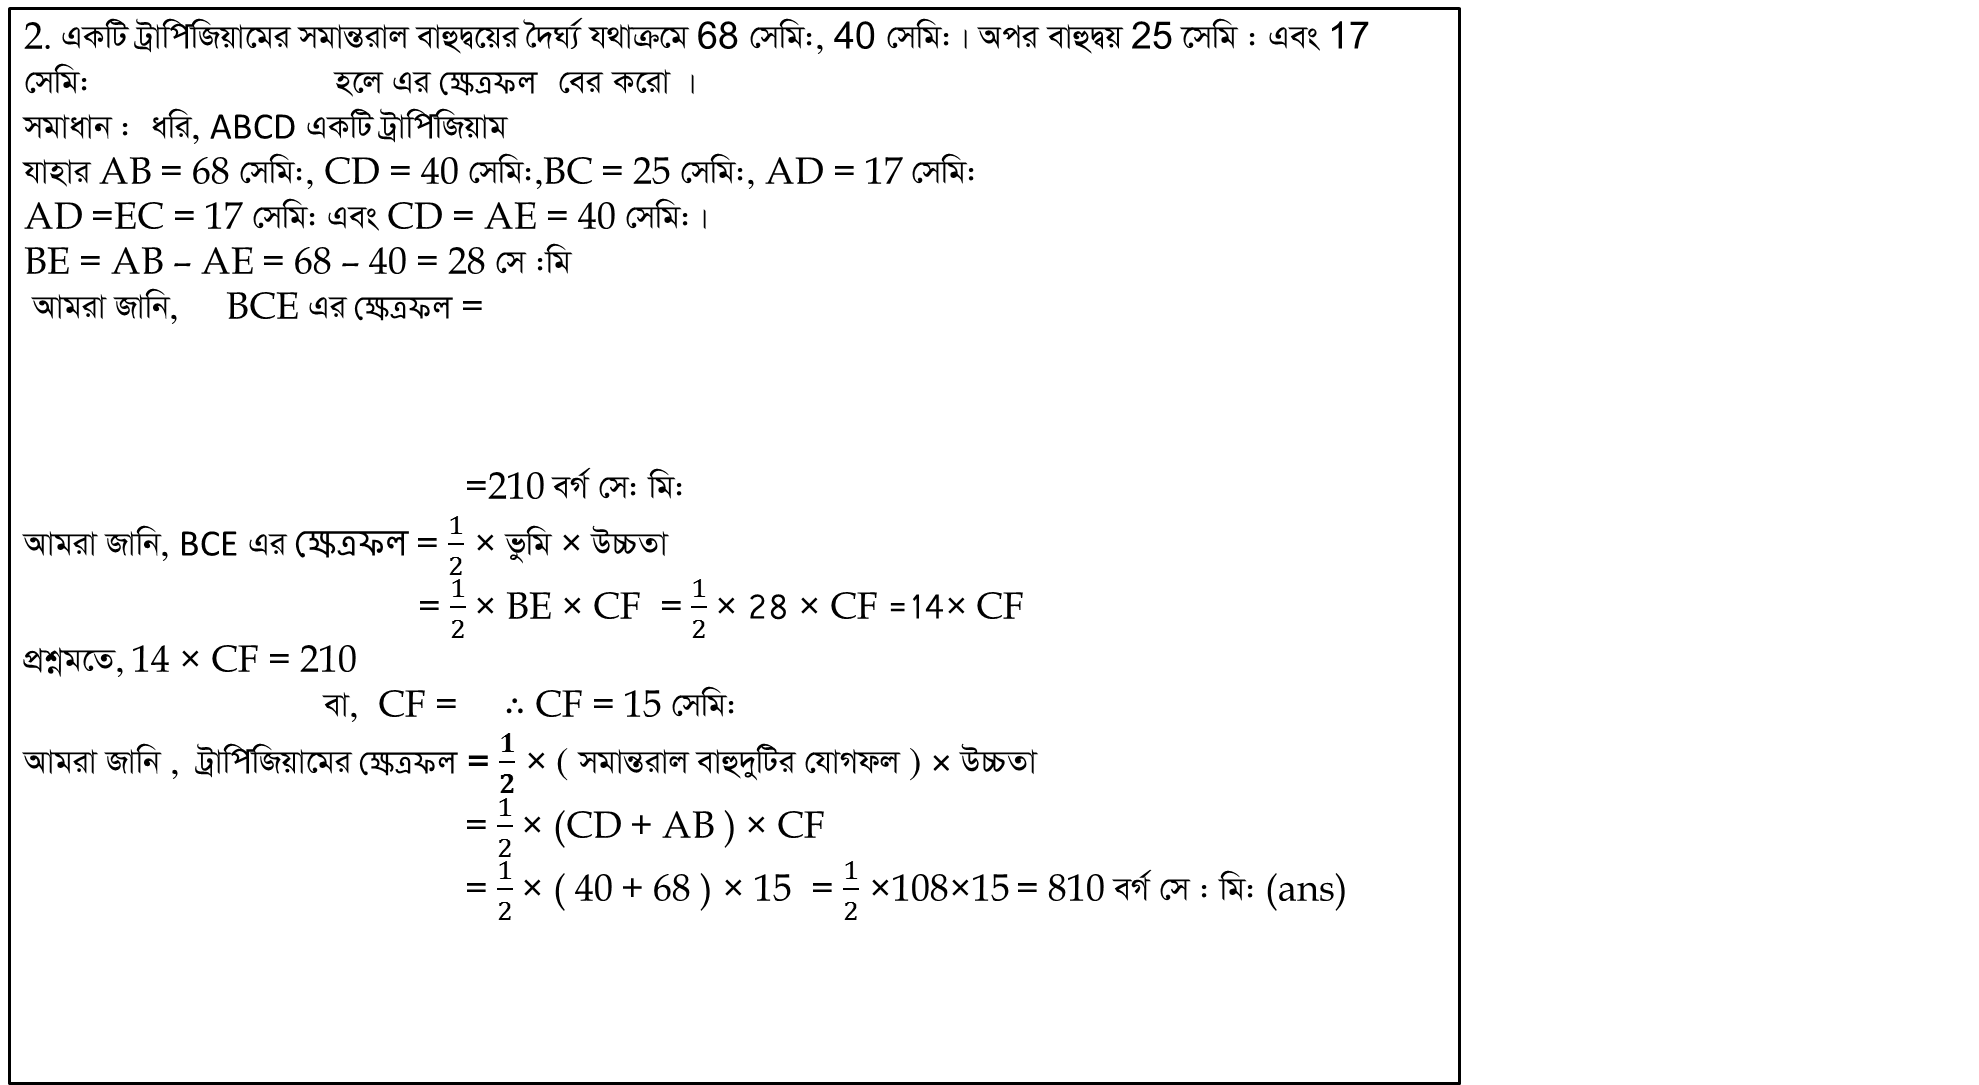 2. একটি ট্রাপিজিয়ামের সমান্তরাল বাহুদ্বয়ের দৈর্ঘ্য যথাক্রমে 68 সেমিঃ, 40 সেমিঃ। অপর বাহুদ্বয় 25 সেমি : এবং 17
সেমিঃ হলে এর ক্ষেত্রফল বের করো ।
সমাধান : ধরি, ABCD একটি ট্রাপিজিয়াম
যাহার AB = 68 সেমিঃ, CD = 40 সেমিঃ,BC = 25 সেমিঃ, AD = 17 সেমিঃ
AD =EC = 17 সেমিঃ এবং CD = AE = 40 সেমিঃ।
BE = AB – AE = 68 – 40 = 28 সে :মি
আমরা জানি, BCE এর ক্ষেত্রফল =
=210 বর্গ সেঃ মিঃ
আমরা জানি, BCE এর ক্ষেত্রফল = 1/2 × ভুমি × উচ্চতা
= 1/2 × BE × CF = 1/2 × 28 × CF =14× CF
প্রশ্নমতে, 14 × CF = 210
বা, CF = ∴ CF = 15 সেমিঃ
আমরা জানি , ট্রাপিজিয়ামের ক্ষেত্রফল = 1/2 × ( সমান্তরাল বাহুদুটির যোগফল ) × উচ্চতা
= 1/2 × (CD + AB ) × CF
= 1/2 × ( 40 + 68 ) × 15 = 1/2 ×108×15 = 810 বর্গ সে : মিঃ (ans)